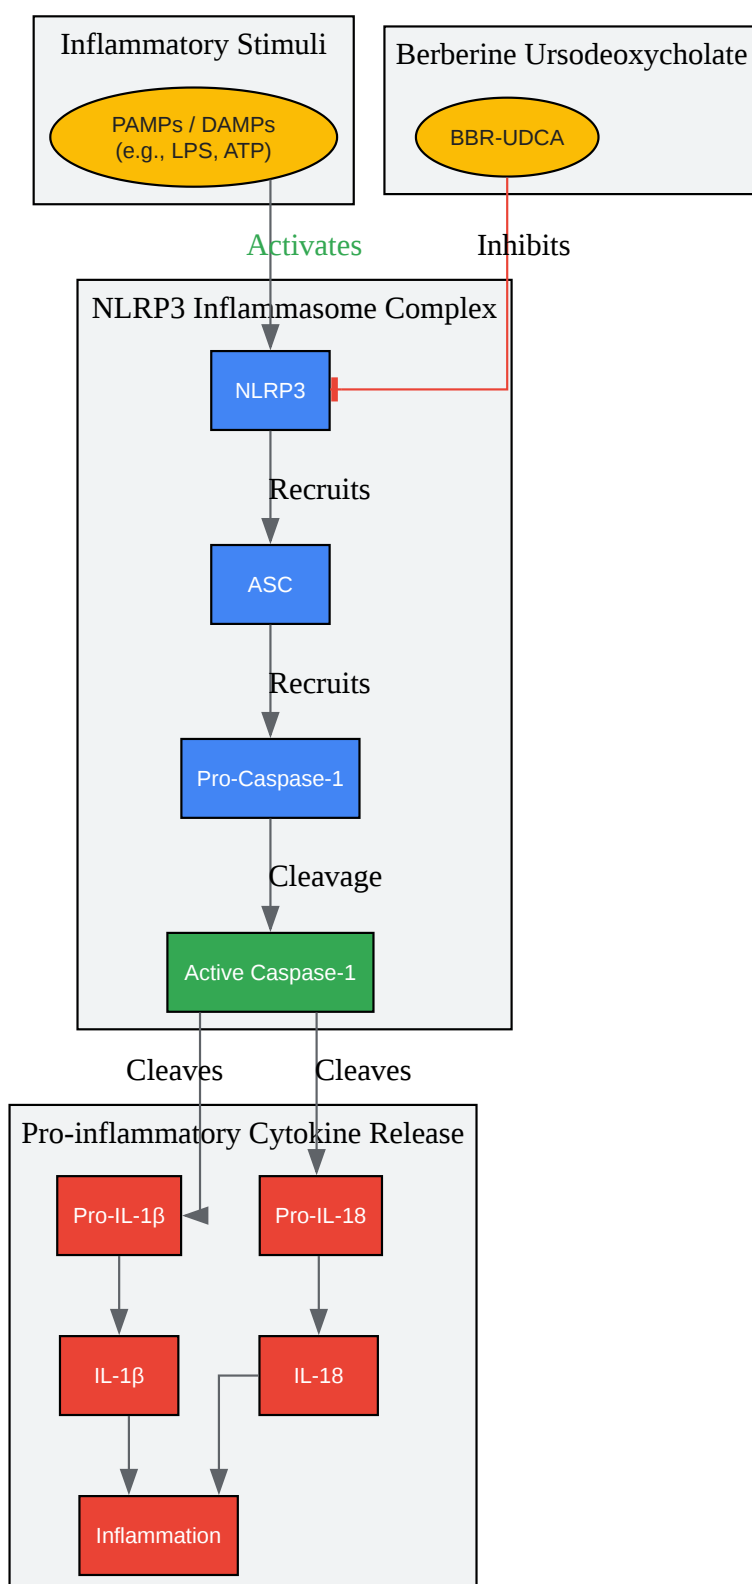 Inflammatory Stimuli
PAMPs / DAMPs
(e.g., LPS, ATP)
Berberine Ursodeoxycholate
BBR-UDCA
Activates
Inhibits
NLRP3 Inflammasome Complex
NLRP3
Recruits
ASC
Recruits
Pro-Caspase-1
Cleavage
Active Caspase-1
Cleaves
Cleaves
Pro-inflammatory Cytokine Release
Pro-IL-1β
Pro-IL-18
IL-1β
IL-18
Inflammation